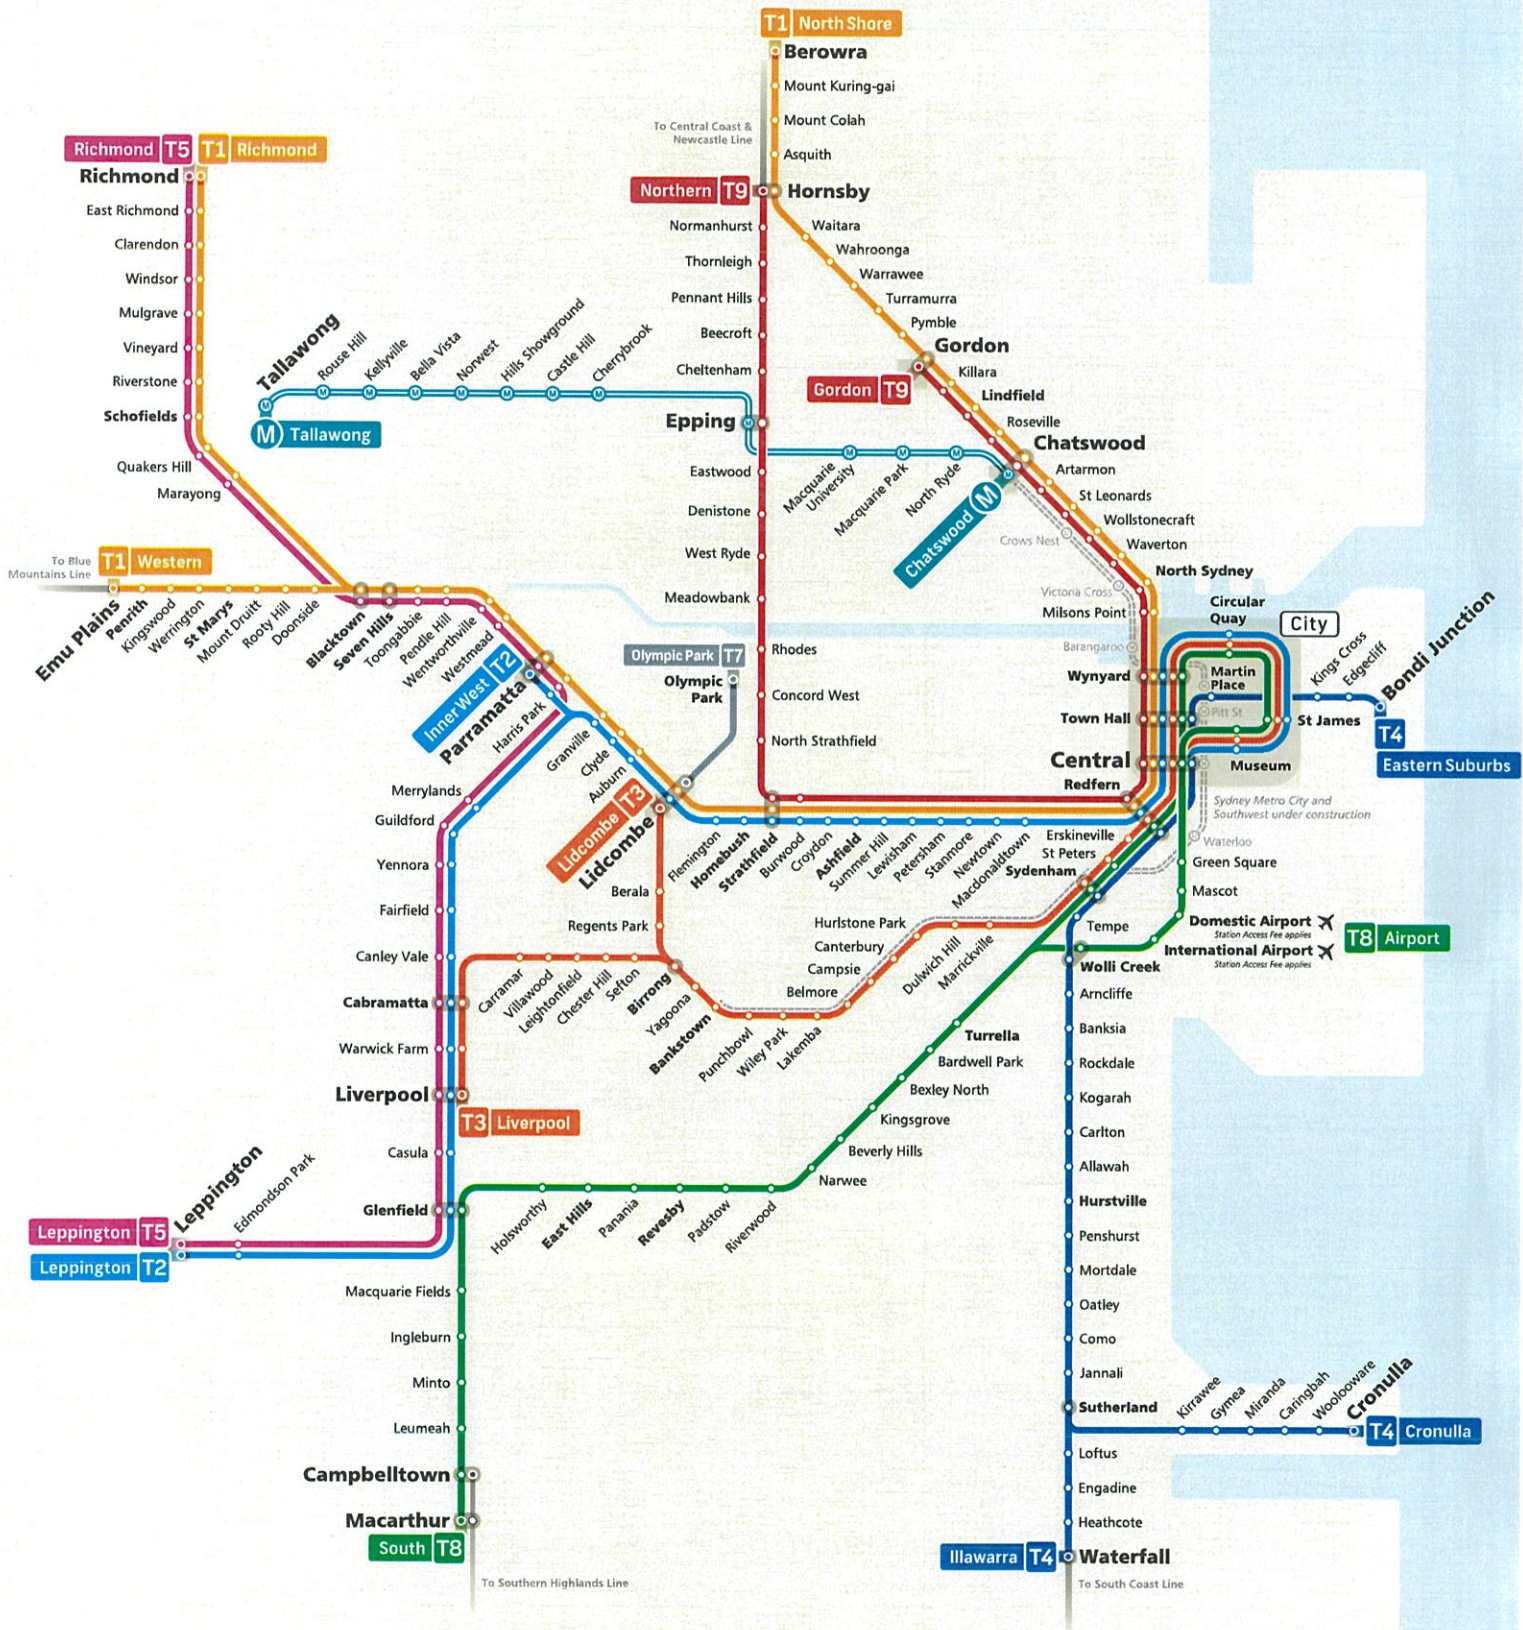 T1 North Shore
Berowra
Mount Kuring-gai
Mount Colah
Asquith
To Central Coast &
Newcastle Line
Northern T9
Hornsby
Normanhurst
Thornleigh
Pennant Hills
Beecroft
Cheltenham
Epping
Eastwood
Denistone
West Ryde
Meadowbank
Rhodes
Concord West
North Strathfield
Waitara
Wahroonga
Warrawee
Turramurra
Pymble
Gordon
Gordon T9
Killara
Lindfield
Roseville
Chatswood
Artarmon
St Leonards
Wollstonecraft
Waverton
North Sydney
Milsons Point
Crows Nest
Victoria Cross
Barangaroo
Richmond T5
T1 Richmond
Richmond
East Richmond
Clarendon
Windsor
Mulgrave
Vineyard
Riverstone
Schofields
Quakers Hill
Marayong
Tallawong
Rouse Hill
Kellyville
Bella Vista
Norwest
Hills Showground
Castle Hill
Cherrybrook
M Tallawong
Macquarie
University
Macquarie Park
North Ryde
Chatswood M
To Blue
Mountains Line
T1 Western
Emu Plains
Penrith
Kingswood
Werrington
St Marys
Mount Druitt
Rooty Hill
Doonside
Blacktown
Seven Hills
Toongabbie
Pendle Hill
Wentworthville
Westmead
Inner West T2
Parramatta
Harris Park
Granville
Clyde
Auburn
Olympic Park T7
Olympic
Park
Lidcombe T3
Lidcombe
Flemington
Homebush
Strathfield
Burwood
Croydon
Ashfield
Summer Hill
Lewisham
Petersham
Stanmore
Newtown
Macdonaldtown
Circular
Quay
City
Wynyard
Martin
Place
Town Hall
Pitt St
St James
Central
Museum
Redfern
Kings Cross
Edgecliff
Bondi Junction
T4
Eastern Suburbs
Sydney Metro City and
Southwest under construction
Waterloo
Erskineville
St Peters
Sydenham
Green Square
Mascot
Domestic Airport
Station Access Fee applies
International Airport
Station Access Fee applies
T8 Airport
Tempe
Wolli Creek
Merrylands
Guildford
Yennora
Fairfield
Canley Vale
Cabramatta
Warwick Farm
Liverpool
T3 Liverpool
Casula
Glenfield
Berala
Regents Park
Carramar
Villawood
Leightonfield
Chester Hill
Sefton
Birrong
Yagoona
Bankstown
Punchbowl
Wiley Park
Lakemba
Belmore
Campsie
Canterbury
Hurlstone Park
Dulwich Hill
Marrickville
Turrella
Bardwell Park
Bexley North
Kingsgrove
Beverly Hills
Narwee
Riverwood
Padstow
Revesby
Panania
East Hills
Holsworthy
Leppington
Edmondson Park
Leppington T5
Leppington T2
Macquarie Fields
Ingleburn
Minto
Leumeah
Campbelltown
Macarthur
South T8
To Southern Highlands Line
Arncliffe
Banksia
Rockdale
Kogarah
Carlton
Allawah
Hurstville
Penshurst
Mortdale
Oatley
Como
Jannali
Sutherland
Kirrawee
Gymea
Miranda
Caringbah
Woolooware
Cronulla
T4 Cronulla
Loftus
Engadine
Heathcote
Illawarra T4
Waterfall
To South Coast Line